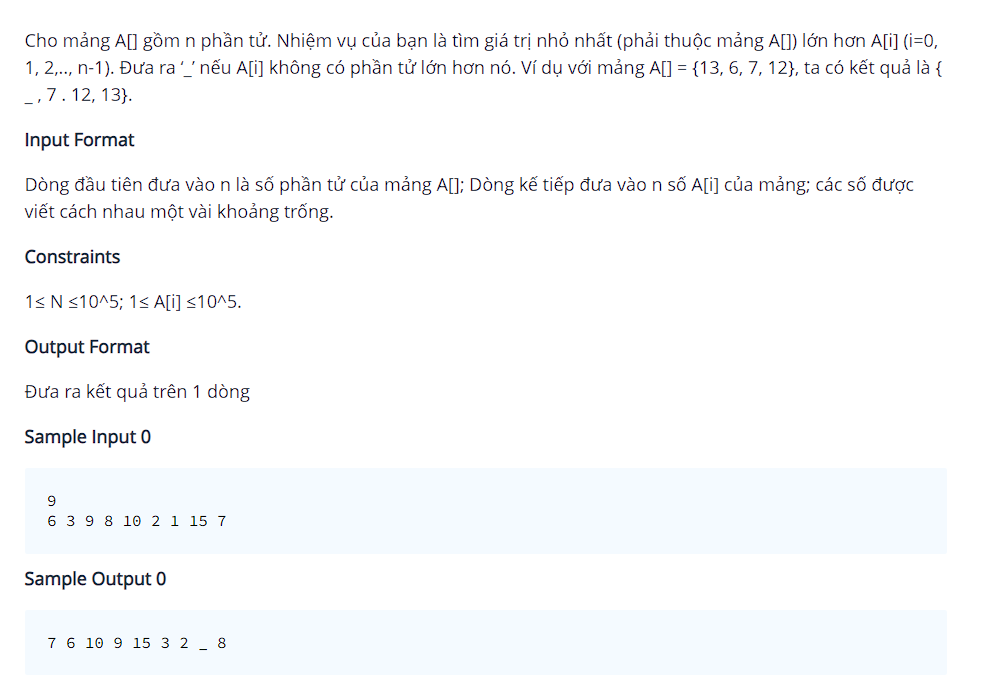 Cho mảng A[] gồm n phần tử. Nhiệm vụ của bạn là tìm giá trị nhỏ nhất (phải thuộc mảng A[]) lớn hơn A[i] (i=0,
1, 2,.., n-1). Đưa ra ‘_’ nếu A[i] không có phần tử lớn hơn nó. Ví dụ với mảng A[] = {13, 6, 7, 12}, ta có kết quả là {
_ , 7 . 12, 13}.
Input Format
Dòng đầu tiên đưa vào n là số phần tử của mảng A[]; Dòng kế tiếp đưa vào n số A[i] của mảng; các số được
viết cách nhau một vài khoảng trống.
Constraints
1≤ N ≤10^5; 1≤ A[i] ≤10^5.
Output Format
Đưa ra kết quả trên 1 dòng
Sample Input 0
9
6 3 9 8 10 2 1 15 7
Sample Output 0
7 6 10 9 15 3 2 _ 8